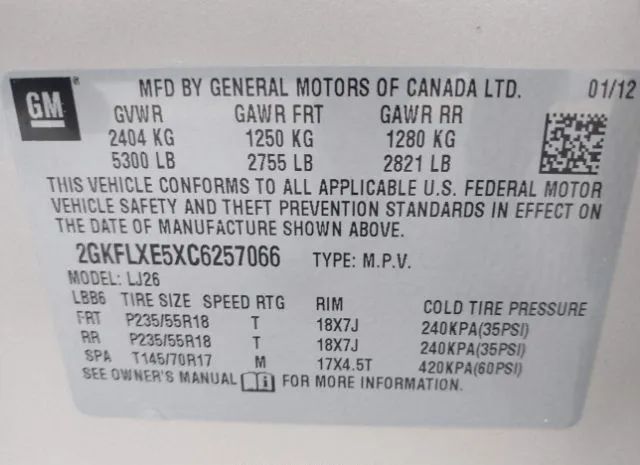 GM ® MFD BY GENERAL MOTORS OF CANADA LTD. 01/12
GVWR GAWR FRT GAWR RR
2404 KG 1250 KG 1280 KG
5300 LB 2755 LB 2821 LB
THIS VEHICLE CONFORMS TO ALL APPLICABLE U.S. FEDERAL MOTOR
VEHICLE SAFETY AND THEFT PREVENTION STANDARDS IN EFFECT ON
THE DATE OF MANUFACTURE SHOWN ABOVE.
2GKFLXE5XC6257066 TYPE: M.P.V.
MODEL: LJ26
LBB6 TIRE SIZE SPEED RTG RIM COLD TIRE PRESSURE
FRT P235/55R18 T 18X7J 240KPA(35PSI)
RR P235/55R18 T 18X7J 240KPA(35PSI)
SPA T145/70R17 M 17X4.5T 420KPA(60PSI)
SEE OWNER'S MANUAL FOR MORE INFORMATION.